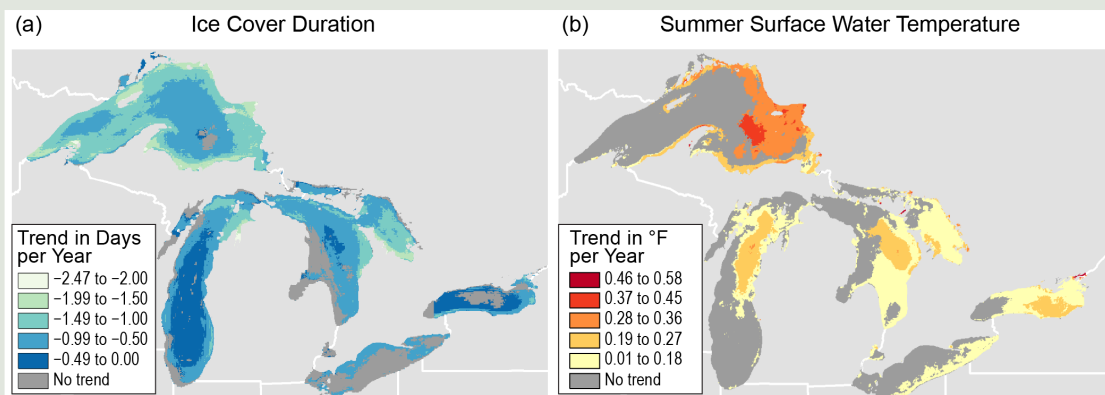 (a) Ice Cover Duration
Trend in Days
per Year
−2.47 to −2.00
−1.99 to −1.50
−1.49 to −1.00
−0.99 to −0.50
−0.49 to 0.00
No trend
(b) Summer Surface Water Temperature
Trend in °F
per Year
0.46 to 0.58
0.37 to 0.45
0.28 to 0.36
0.19 to 0.27
0.01 to 0.18
No trend